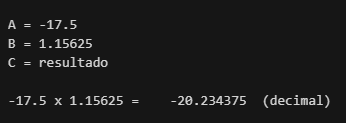 A = -17.5
B = 1.15625
C = resultado
-17.5 x 1.15625 =    -20.234375  (decimal)